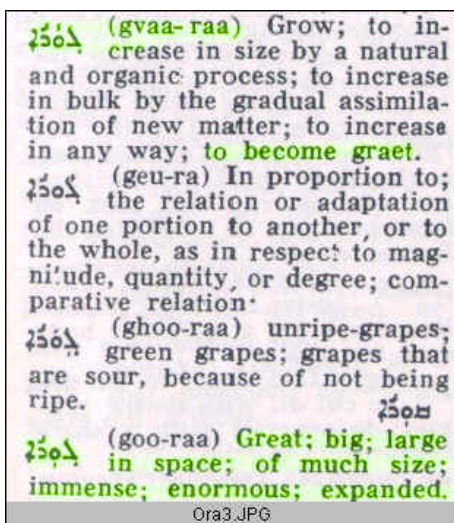 (gvaa-raa) Grow; to in-
crease in size by a natural
and organic process; to increase
in bulk by the gradual assimila-
tion of new matter; to increase
in any way; to become graet.
(geu-ra) In proportion to;
the relation or adaptation
of one portion to another, or to
the whole, as in respect to mag-
nitude, quantity, or degree; com-
parative relation.
(ghoo-raa) unripe-grapes;
green grapes; grapes that
are sour, because of not being
ripe.
(goo-raa) Great; big; large
in space; of much size;
immense; enormous; expanded.
Ora3.JPG